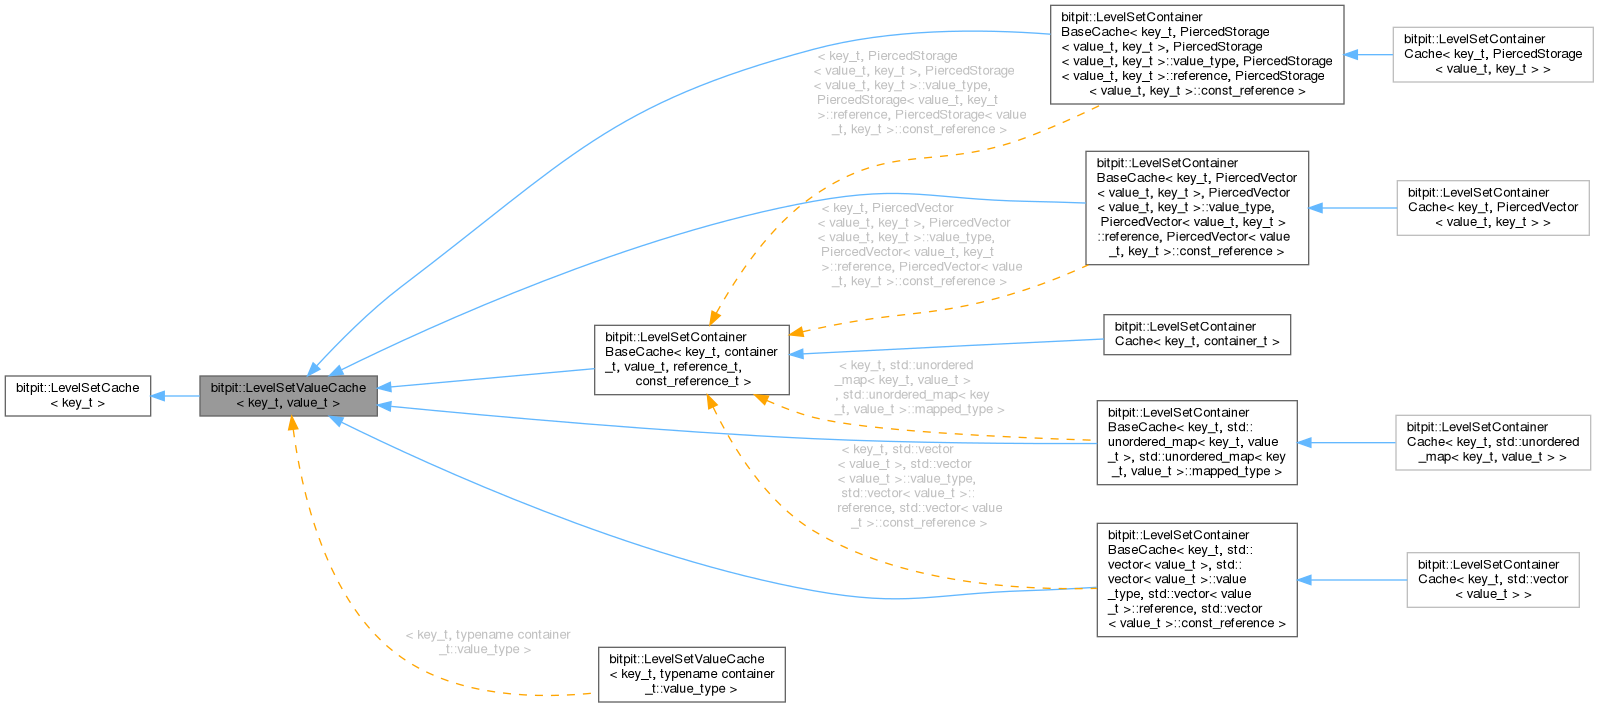 bitpit::LevelSetCache
< key_t >
bitpit::LevelSetValueCache
< key_t, value_t >
< key_t, PiercedStorage
< value_t, key_t >, PiercedStorage
< value_t, key_t >::value_type,
PiercedStorage< value_t, key_t
>::reference, PiercedStorage< value
_t, key_t >::const_reference >
< key_t, PiercedVector
< value_t, key_t >, PiercedVector
< value_t, key_t >::value_type,
PiercedVector< value_t, key_t
>::reference, PiercedVector< value
_t, key_t >::const_reference >
bitpit::LevelSetContainer
BaseCache< key_t, container
_t, value_t, reference_t,
const_reference_t >
< key_t, std::unordered
_map< key_t, value_t >
, std::unordered_map< key
_t, value_t >::mapped_type >
< key_t, std::vector
< value_t >, std::vector
< value_t >::value_type,
std::vector< value_t >::
reference, std::vector< value
_t >::const_reference >
< key_t, typename container
_t::value_type >
bitpit::LevelSetValueCache
< key_t, typename container
_t::value_type >
bitpit::LevelSetContainer
BaseCache< key_t, PiercedStorage
< value_t, key_t >, PiercedStorage
< value_t, key_t >::value_type, PiercedStorage
< value_t, key_t >::reference, PiercedStorage
< value_t, key_t >::const_reference >
bitpit::LevelSetContainer
Cache< key_t, PiercedStorage
< value_t, key_t > >
bitpit::LevelSetContainer
BaseCache< key_t, PiercedVector
< value_t, key_t >, PiercedVector
< value_t, key_t >::value_type,
PiercedVector< value_t, key_t >
::reference, PiercedVector< value
_t, key_t >::const_reference >
bitpit::LevelSetContainer
Cache< key_t, PiercedVector
< value_t, key_t > >
bitpit::LevelSetContainer
Cache< key_t, container_t >
bitpit::LevelSetContainer
BaseCache< key_t, std::
unordered_map< key_t, value
_t >, std::unordered_map< key
_t, value_t >::mapped_type >
bitpit::LevelSetContainer
Cache< key_t, std::unordered
_map< key_t, value_t > >
bitpit::LevelSetContainer
BaseCache< key_t, std::
vector< value_t >, std::
vector< value_t >::value
_type, std::vector< value
_t >::reference, std::vector
< value_t >::const_reference >
bitpit::LevelSetContainer
Cache< key_t, std::vector
< value_t > >